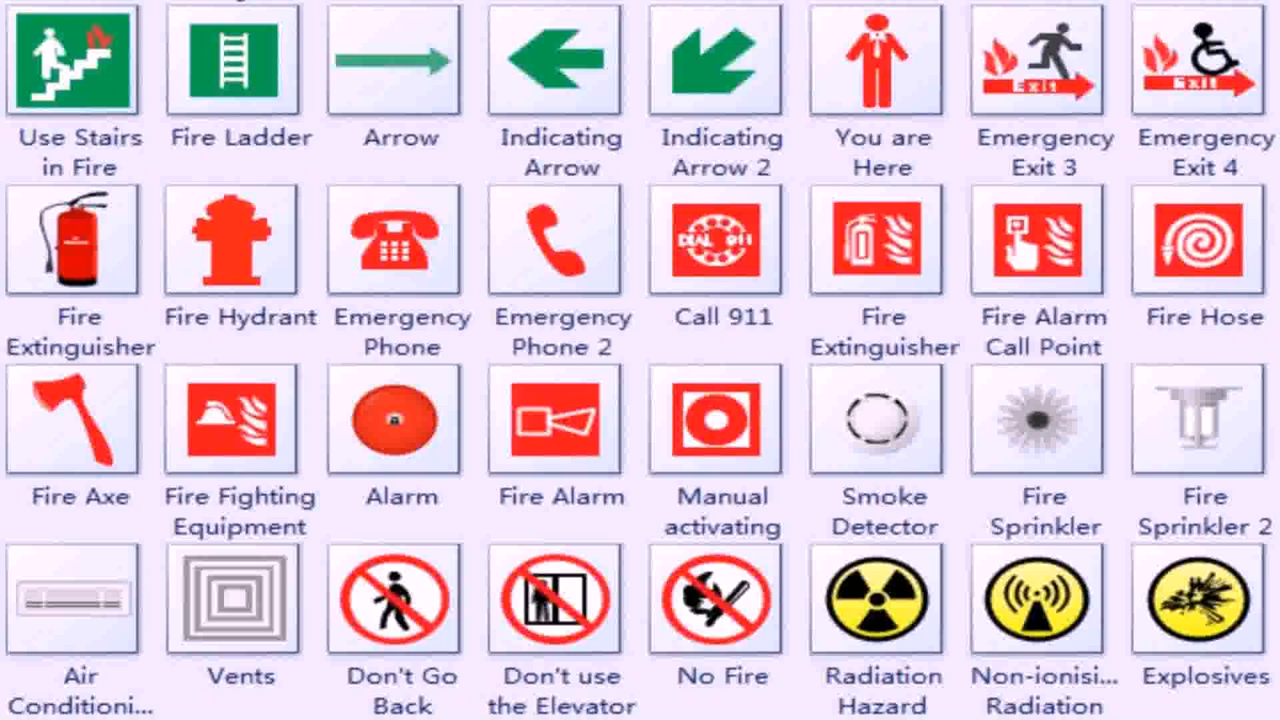 Exit
Exit
Use Stairs
in Fire
Fire Ladder
Arrow
Indicating
Arrow
Indicating
Arrow 2
You are
Here
Emergency
Exit 3
Emergency
Exit 4
DIAL 911
Fire
Extinguisher
Fire Hydrant
Emergency
Phone
Emergency
Phone 2
Call 911
Fire
Extinguisher
Fire Alarm
Call Point
Fire Hose
Fire Axe
Fire Fighting
Equipment
Alarm
Fire Alarm
Manual
activating
Smoke
Detector
Fire
Sprinkler
Fire
Sprinkler 2
Air
Conditioni...
Vents
Don't Go
Back
Don't use
the Elevator
No Fire
Radiation
Hazard
Non-ionisi...
Radiation
Explosives